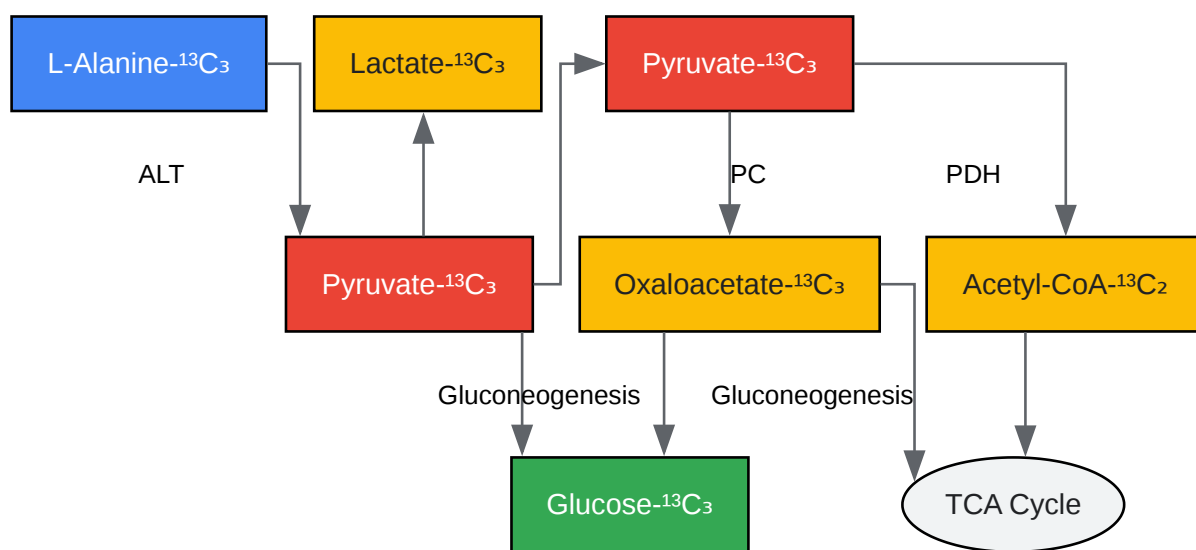 L-Alanine-¹³C₃
Lactate-¹³C₃
Pyruvate-¹³C₃
ALT
PC
PDH
Pyruvate-¹³C₃
Oxaloacetate-¹³C₃
Acetyl-CoA-¹³C₂
Gluconeogenesis
Gluconeogenesis
Glucose-¹³C₃
TCA Cycle